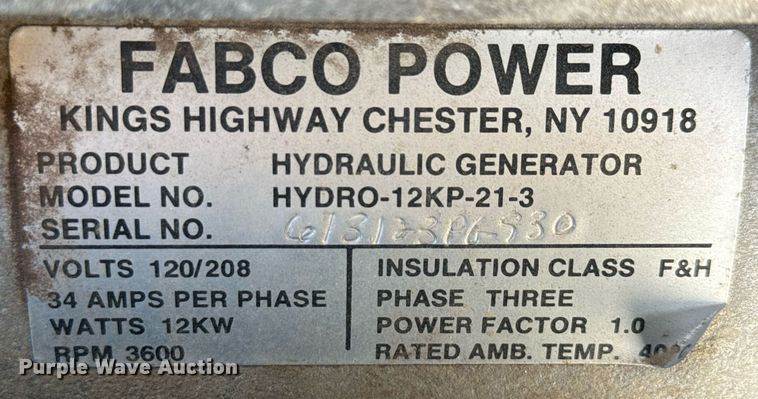 FABCO POWER
KINGS HIGHWAY CHESTER, NY 10918
PRODUCT HYDRAULIC GENERATOR
MODEL NO. HYDRO-12KP-21-3
SERIAL NO.
VOLTS 120/208
34 AMPS PER PHASE
WATTS 12KW
RPM 3600
INSULATION CLASS F&H
PHASE THREE
POWER FACTOR 1.0
RATED AMB. TEMP.
Purple Wave Auction